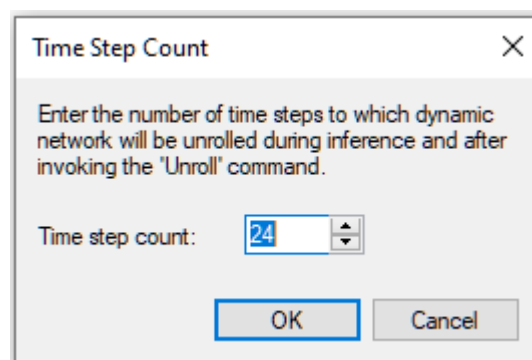 Time Step Count
Enter the number of time steps to which dynamic
network will be unrolled during inference and after
invoking the "Unroll" command.
Time step count: 24
OK Cancel